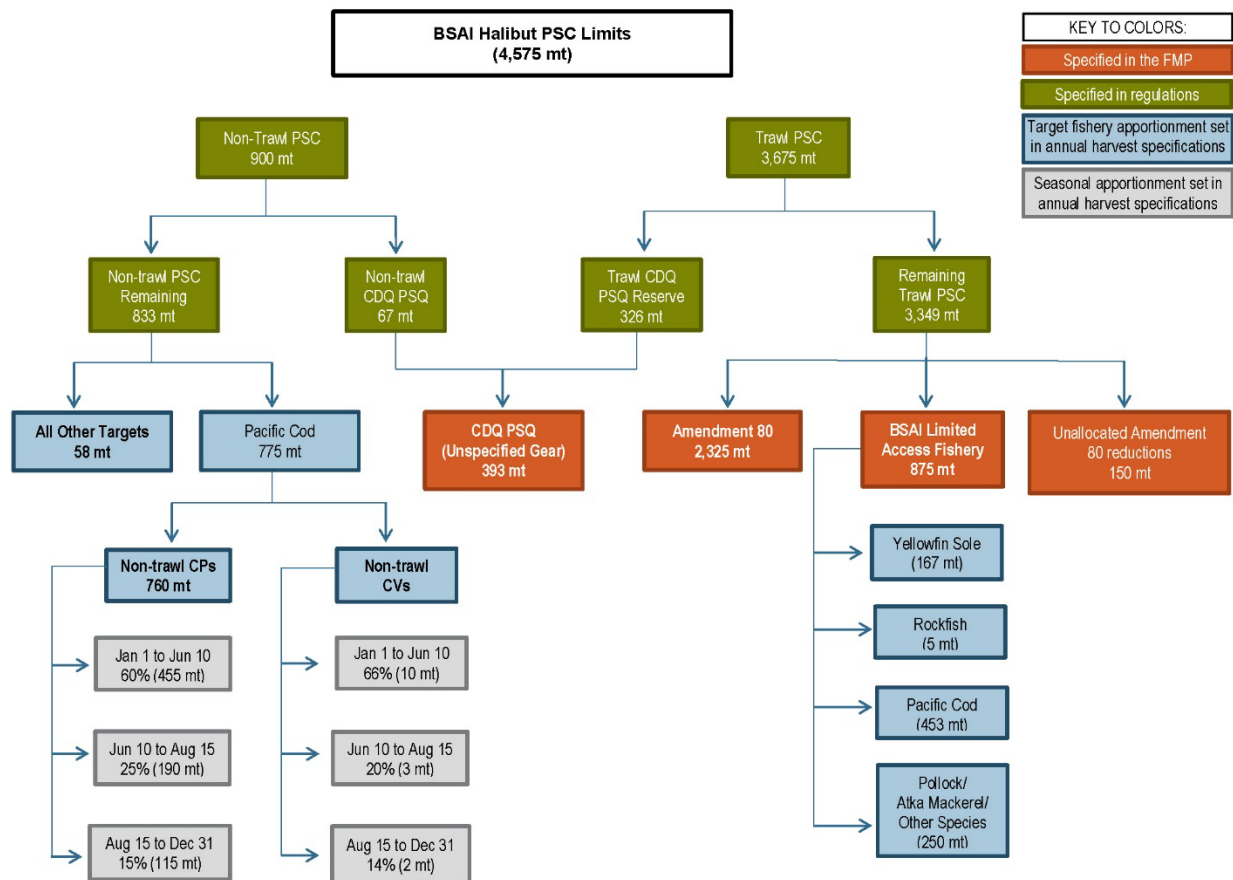 BSAI Halibut PSC Limits
(4,575 mt)
KEY TO COLORS:
Specified in the FMP
Specified in regulations
Target fishery apportionment set
in annual harvest specifications
Seasonal apportionment set in
annual harvest specifications
Non-Trawl PSC
900 mt
Trawl PSC
3,675 mt
Non-trawl PSC
Remaining
833 mt
Non-trawl
CDQ PSQ
67 mt
Trawl CDQ
PSQ Reserve
326 mt
Remaining
Trawl PSC
3,349 mt
All Other Targets
58 mt
Pacific Cod
775 mt
CDQ PSQ
(Unspecified Gear)
393 mt
Amendment 80
2,325 mt
BSAI Limited
Access Fishery
875 mt
Unallocated Amendment
80 reductions
150 mt
Non-trawl CPs
760 mt
Jan 1 to Jun 10
60% (455 mt)
Jun 10 to Aug 15
25% (190 mt)
Aug 15 to Dec 31
15% (115 mt)
Non-trawl
CVs
Jan 1 to Jun 10
66% (10 mt)
Jun 10 to Aug 15
20% (3 mt)
Aug 15 to Dec 31
14% (2 mt)
Yellowfin Sole
(167 mt)
Rockfish
(5 mt)
Pacific Cod
(453 mt)
Pollock/
Atka Mackerel/
Other Species
(250 mt)